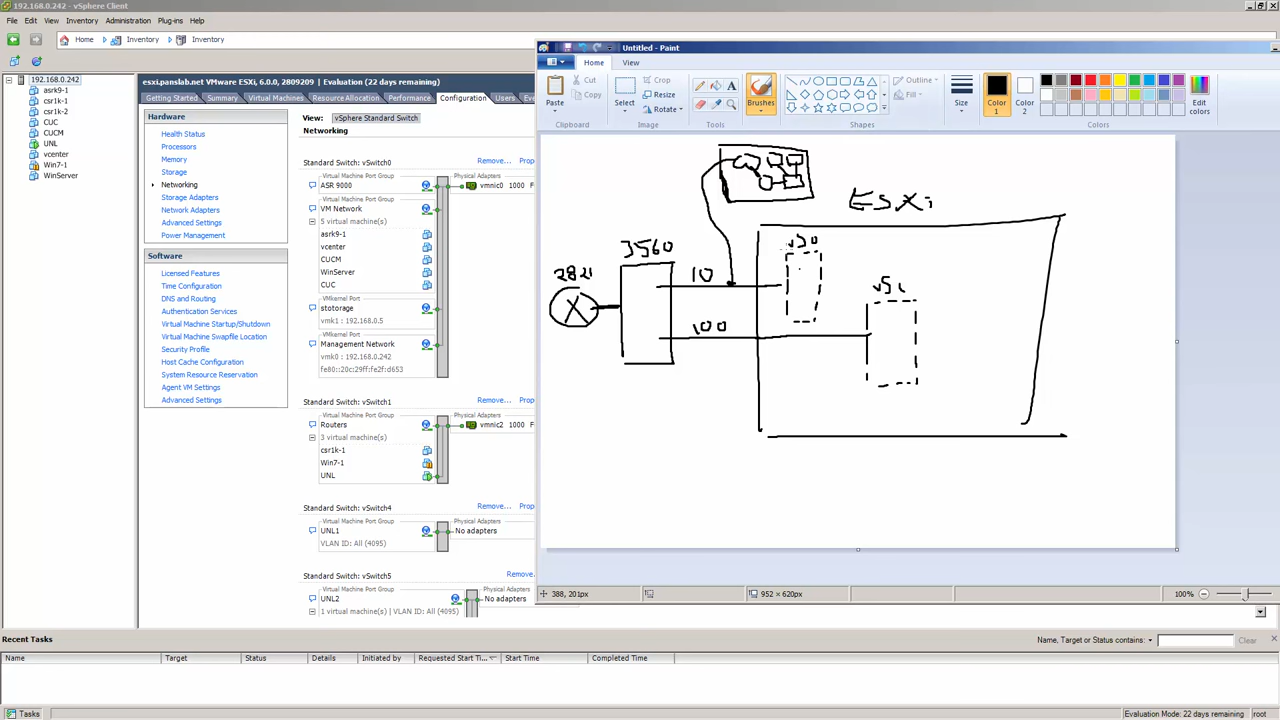 192.168.0.242 - vSphere Client
File Edit View Inventory Administration Plug-ins Help
Home Inventory Inventory
192.168.0.242
asrk9-1
csr1k-1
csr1k-2
CUC
CUCM
UNL
vcenter
Win7-1
WinServer
esxi.panslab.net VMware ESXi, 6.0.0, 2809209 | Evaluation (22 days remaining)
Getting Started Summary Virtual Machines Resource Allocation Performance Configuration Users
Hardware
Health Status
Processors
Memory
Storage
Networking
Storage Adapters
Network Adapters
Advanced Settings
Power Management
Software
Licensed Features
Time Configuration
DNS and Routing
Authentication Services
Virtual Machine Startup/Shutdown
Virtual Machine Swapfile Location
Security Profile
Host Cache Configuration
System Resource Reservation
Agent VM Settings
Advanced Settings
View: vSphere Standard Switch
Networking
Standard Switch: vSwitch0 Remove... Prop
Virtual Machine Port Group Physical Adapters
ASR 9000 vmnic0 1000 F
Virtual Machine Port Group
VM Network
5 virtual machine(s)
asrk9-1
vcenter
CUCM
WinServer
CUC
VMkernel Port
stotorage
vmk1 : 192.168.0.5
VMkernel Port
Management Network
vmk0 : 192.168.0.242
fe80::20c:29ff:fe2f:d653
Standard Switch: vSwitch1 Remove... Prop
Virtual Machine Port Group Physical Adapters
Routers vmnic2 1000 F
3 virtual machine(s)
csr1k-1
Win7-1
UNL
Standard Switch: vSwitch4 Remove... Prop
Virtual Machine Port Group Physical Adapters
UNL1 No adapters
VLAN ID: All (4095)
Standard Switch: vSwitch5 Remove...
Virtual Machine Port Group Physical Adapters
UNL2 No adapters
1 virtual machine(s) | VLAN ID: All (4095)
Untitled - Paint
Home View
Paste Cut Copy
Clipboard
Select Crop Resize Rotate
Image
Tools
Brushes
Shapes
Outline
Fill
Size
Color 1
Color 2
Edit colors
Colors
ESXi
3560
2821
10
100
vS0
388, 201px 952 × 620px 100%
Recent Tasks
Name, Target or Status contains: Clear
Name Target Status Details Initiated by Requested Start Ti... Start Time Completed Time
Tasks Evaluation Mode: 22 days remaining root